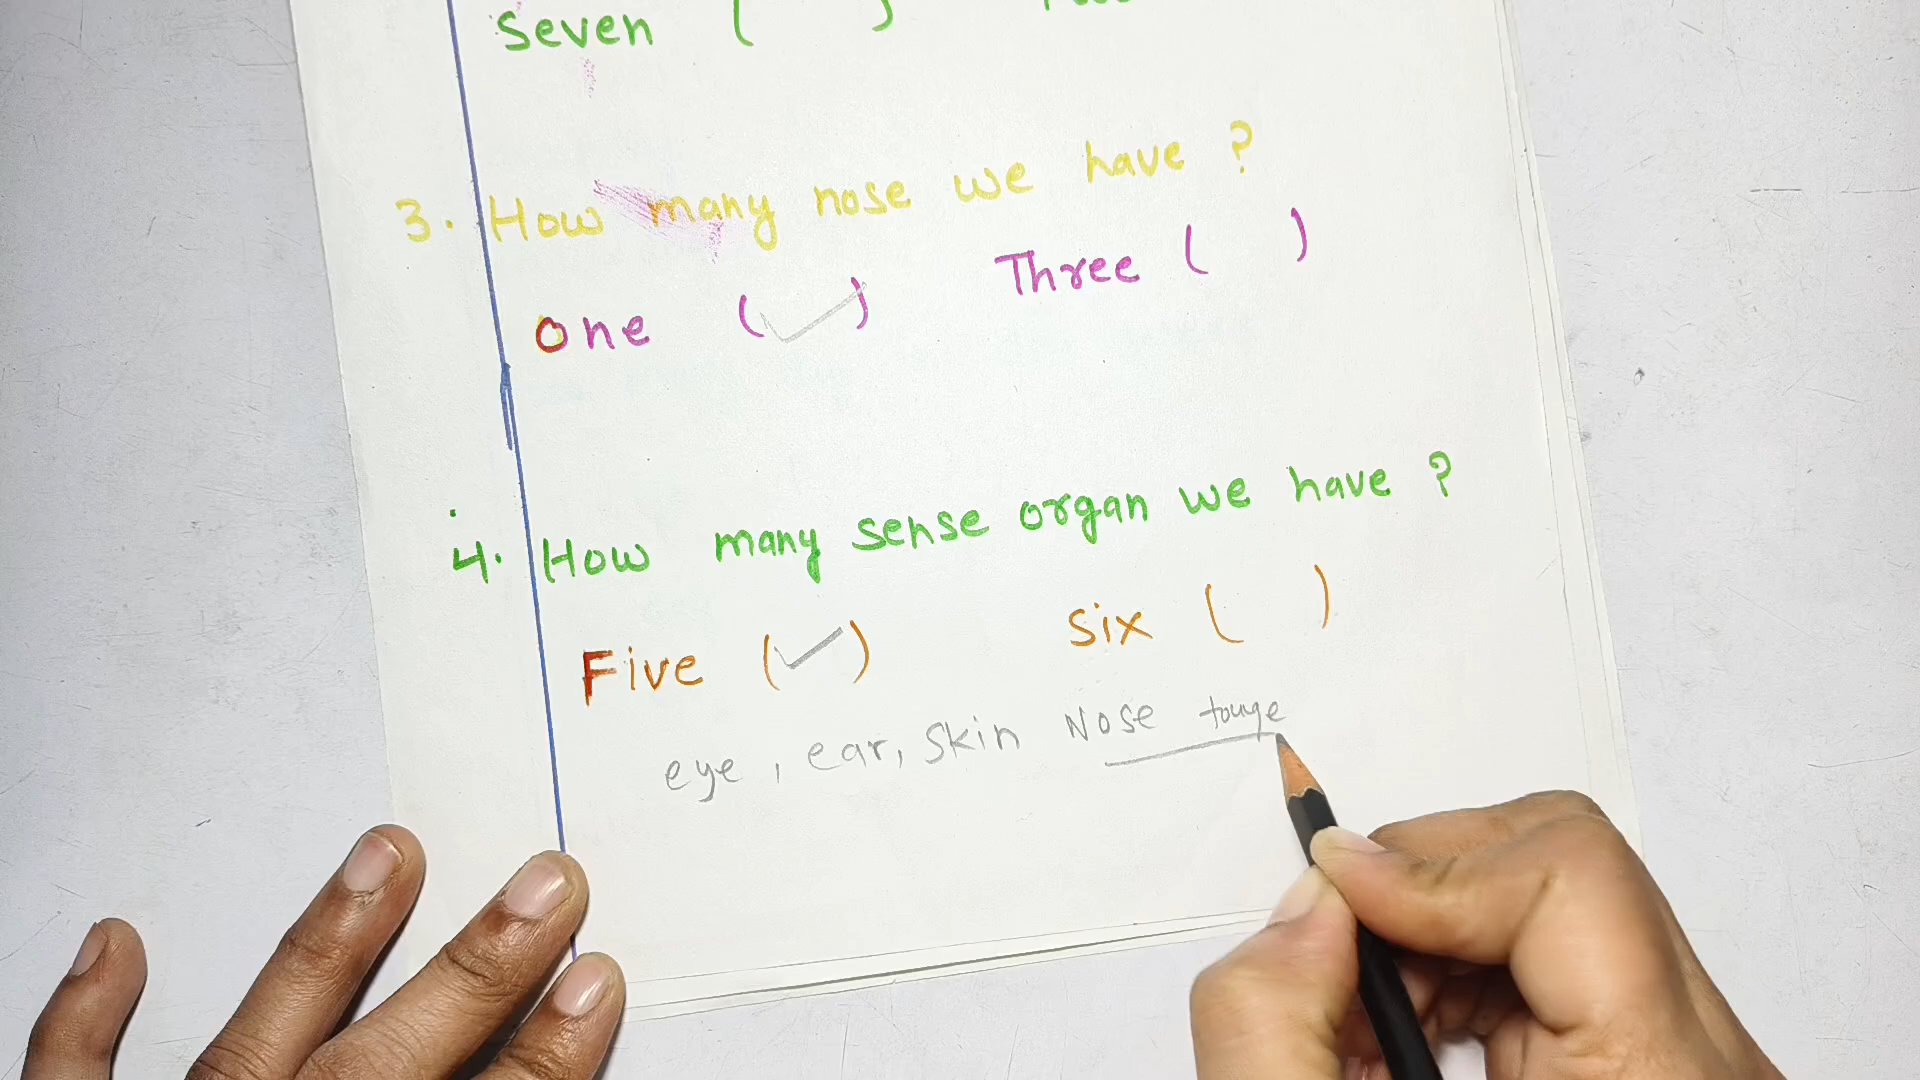 Seven ( )
3. How many nose we have ?
One ( ✓ ) Three ( )
4. How many sense organ we have ?
Five ( ✓ ) Six ( )
eye , ear, skin Nose